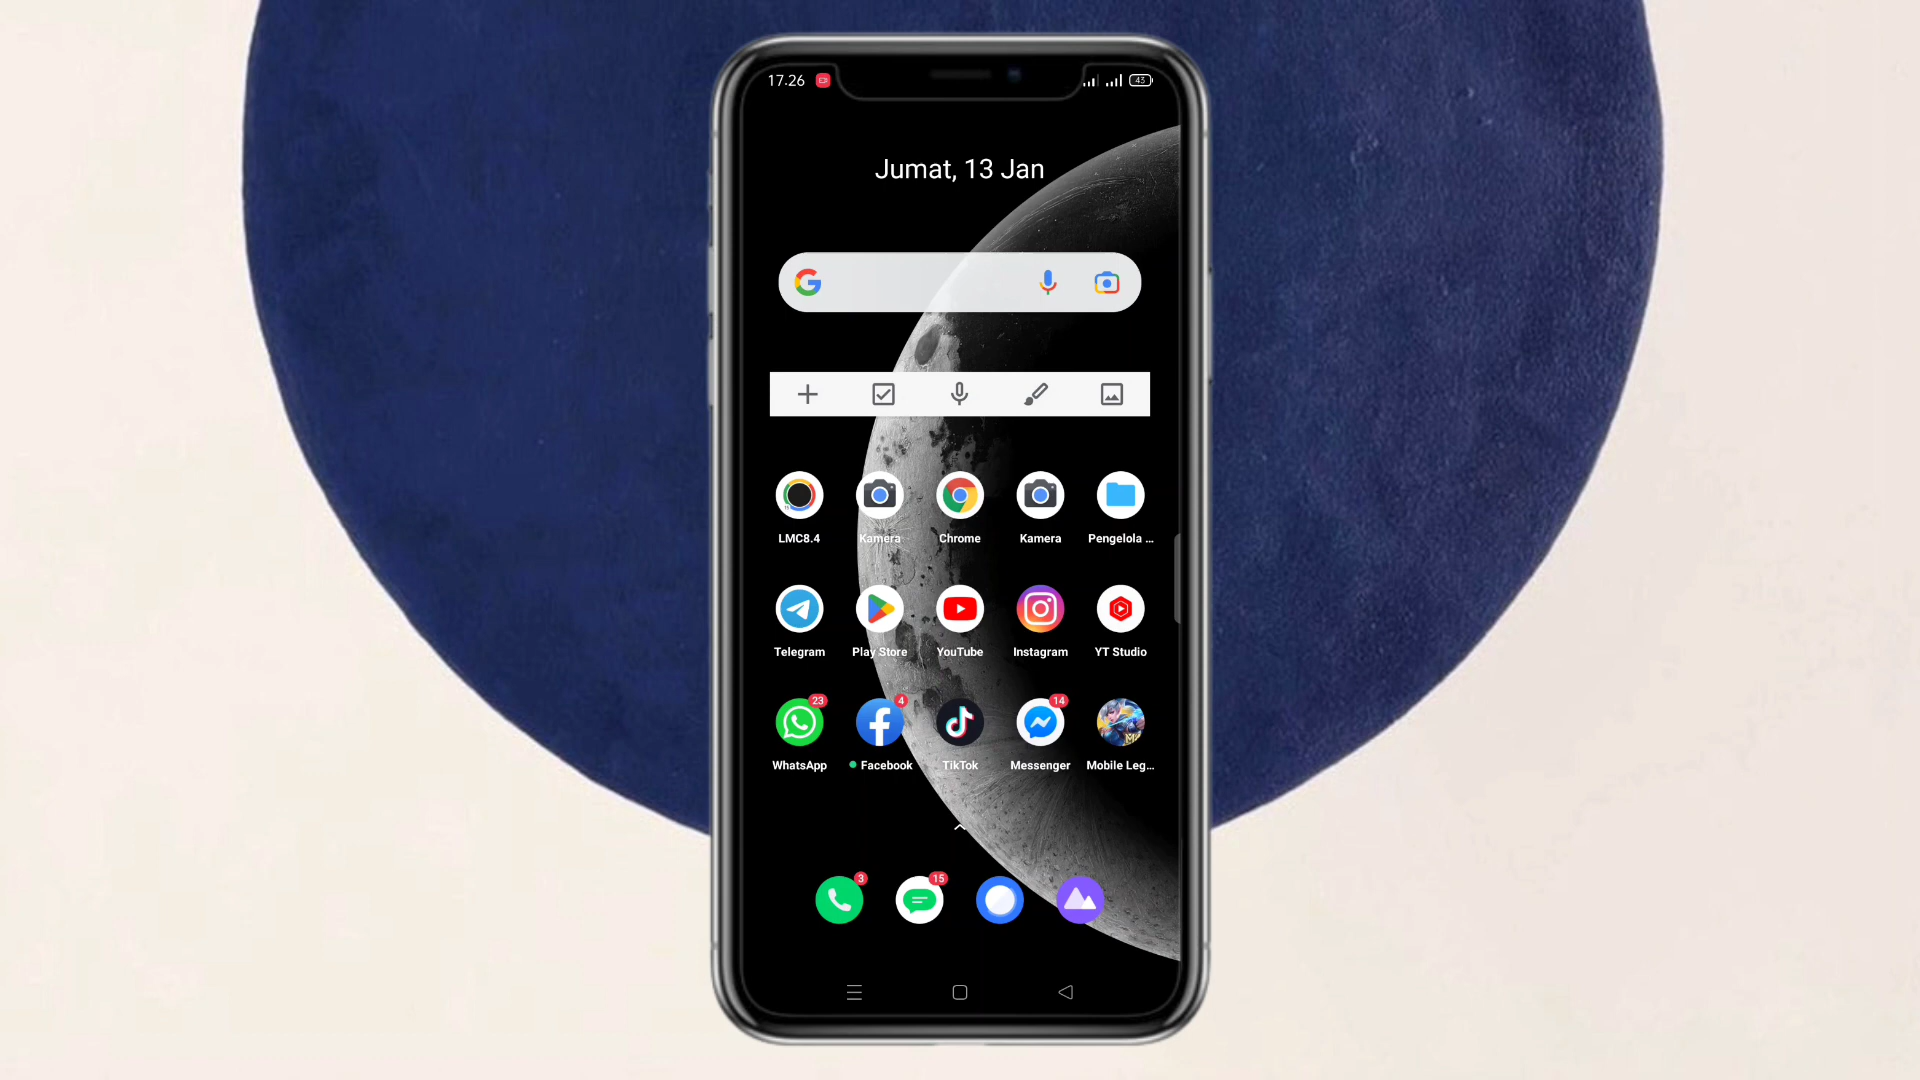 17.26
43
Jumat, 13 Jan
LMC8.4
Kamera
Chrome
Kamera
Pengelola ...
Telegram
Play Store
YouTube
Instagram
YT Studio
23
4
14
WhatsApp
Facebook
TikTok
Messenger
Mobile Leg...
3
15